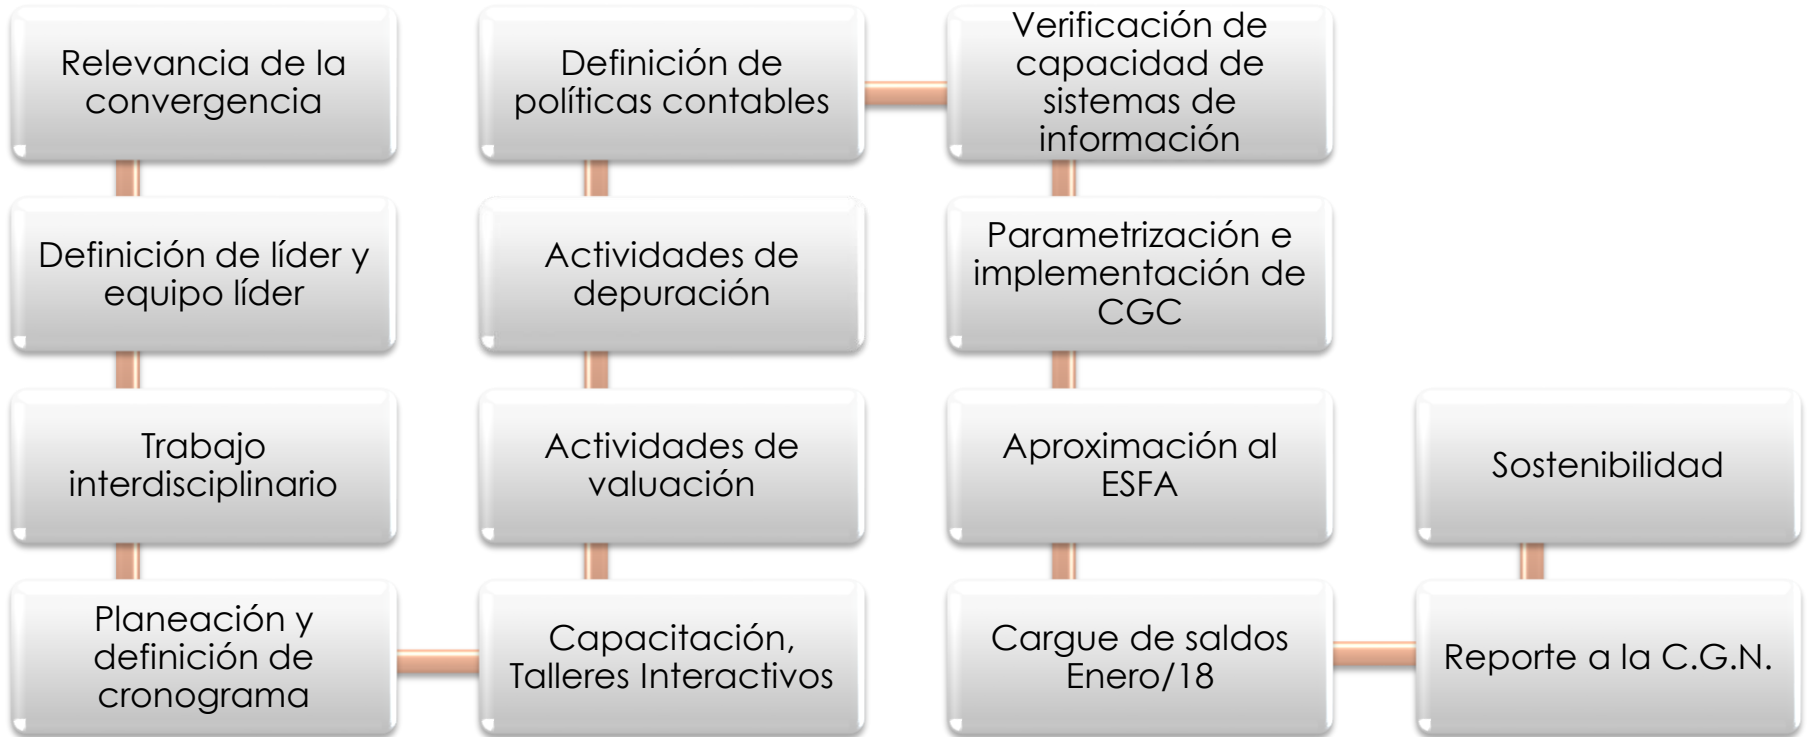 Relevancia de la
convergencia
Definición de líder y
equipo líder
Trabajo
interdisciplinario
Planeación y
definición de
cronograma
Capacitación,
Talleres Interactivos
Actividades de
valuación
Actividades de
depuración
Definición de
políticas contables
Verificación de
capacidad de
sistemas de
información
Parametrización e
implementación de
CGC
Aproximación al
ESFA
Cargue de saldos
Enero/18
Reporte a la C.G.N.
Sostenibilidad